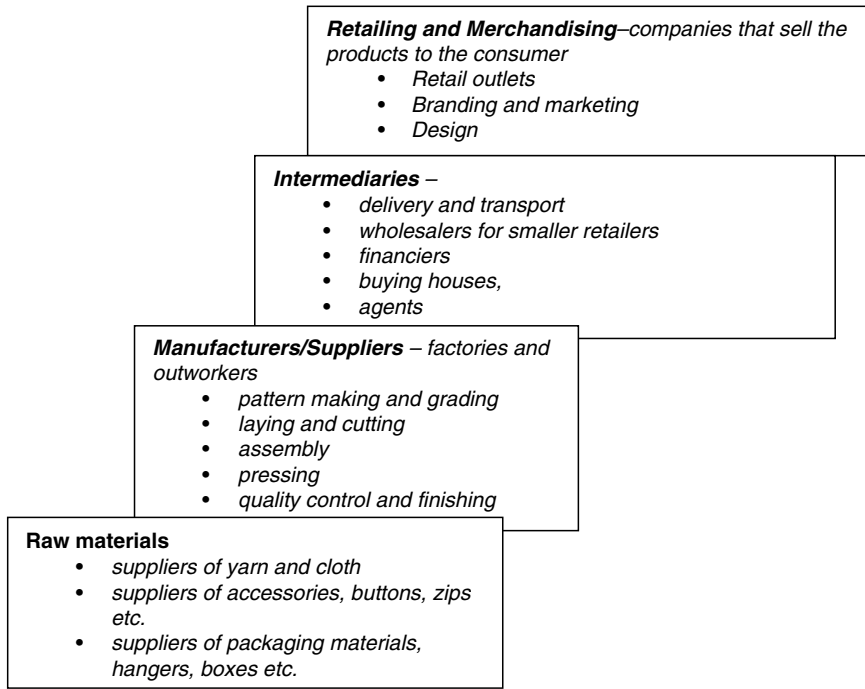 Retailing and Merchandising–companies that sell the
products to the consumer
• Retail outlets
• Branding and marketing
• Design
Intermediaries –
• delivery and transport
• wholesalers for smaller retailers
• financiers
• buying houses,
• agents
Manufacturers/Suppliers – factories and
outworkers
• pattern making and grading
• laying and cutting
• assembly
• pressing
• quality control and finishing
Raw materials
• suppliers of yarn and cloth
• suppliers of accessories, buttons, zips
etc.
• suppliers of packaging materials,
hangers, boxes etc.